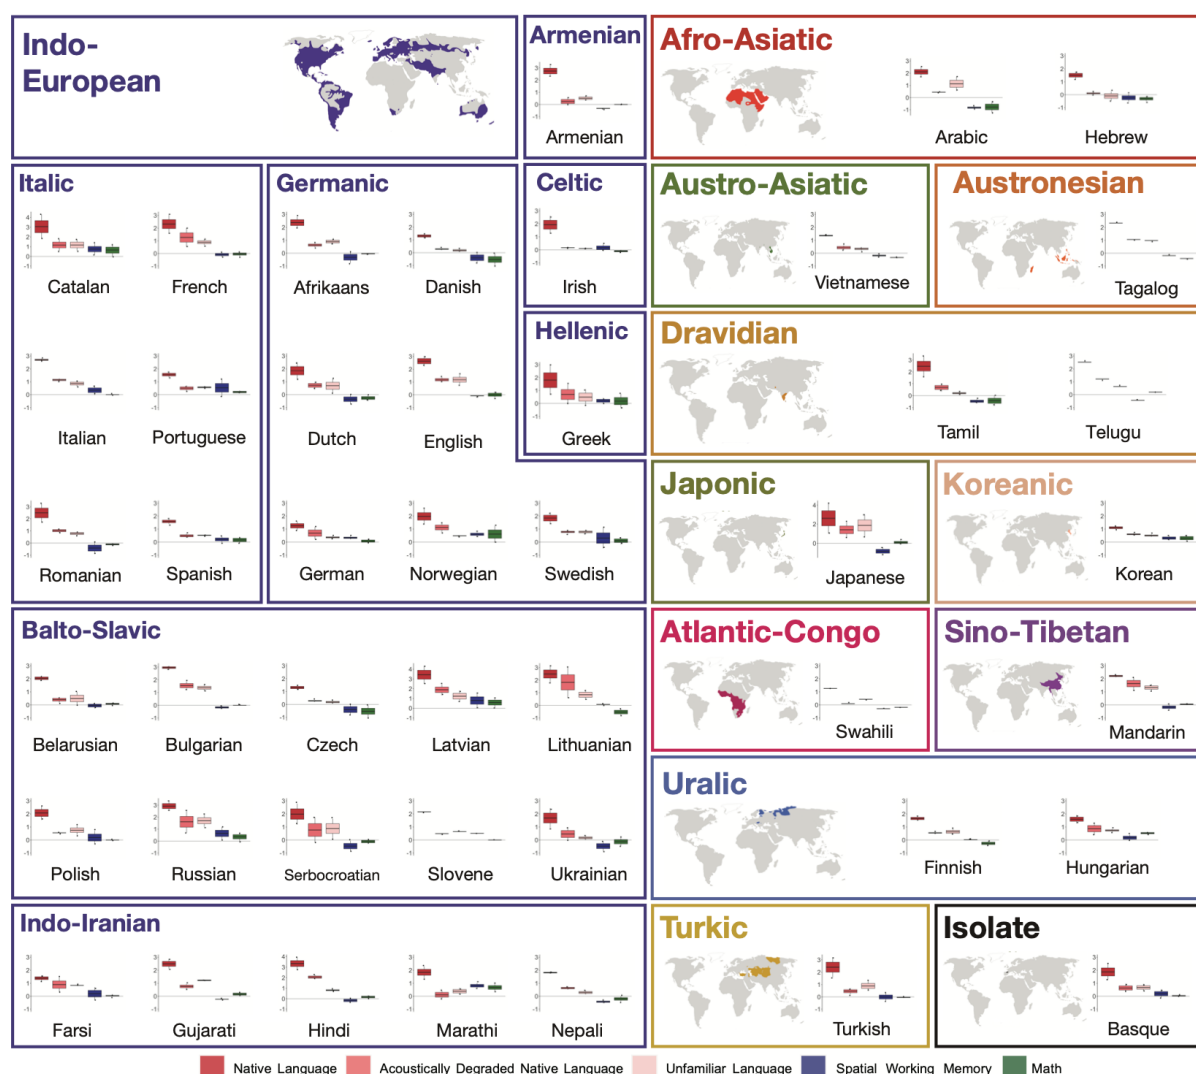 Indo-
European
Armenian
Armenian
Afro-Asiatic
Arabic
Hebrew
Italic
Catalan
French
Italian
Portuguese
Romanian
Spanish
Germanic
Afrikaans
Danish
Dutch
English
German
Norwegian
Swedish
Celtic
Irish
Hellenic
Greek
Austro-Asiatic
Vietnamese
Austronesian
Tagalog
Dravidian
Tamil
Telugu
Japonic
Japanese
Koreanic
Korean
Balto-Slavic
Belarusian
Bulgarian
Czech
Latvian
Lithuanian
Polish
Russian
Serbocroatian
Slovene
Ukrainian
Atlantic-Congo
Swahili
Sino-Tibetan
Mandarin
Uralic
Finnish
Hungarian
Indo-Iranian
Farsi
Gujarati
Hindi
Marathi
Nepali
Turkic
Turkish
Isolate
Basque
Native Language
Acoustically Degraded Native Language
Unfamiliar Language
Spatial Working Memory
Math